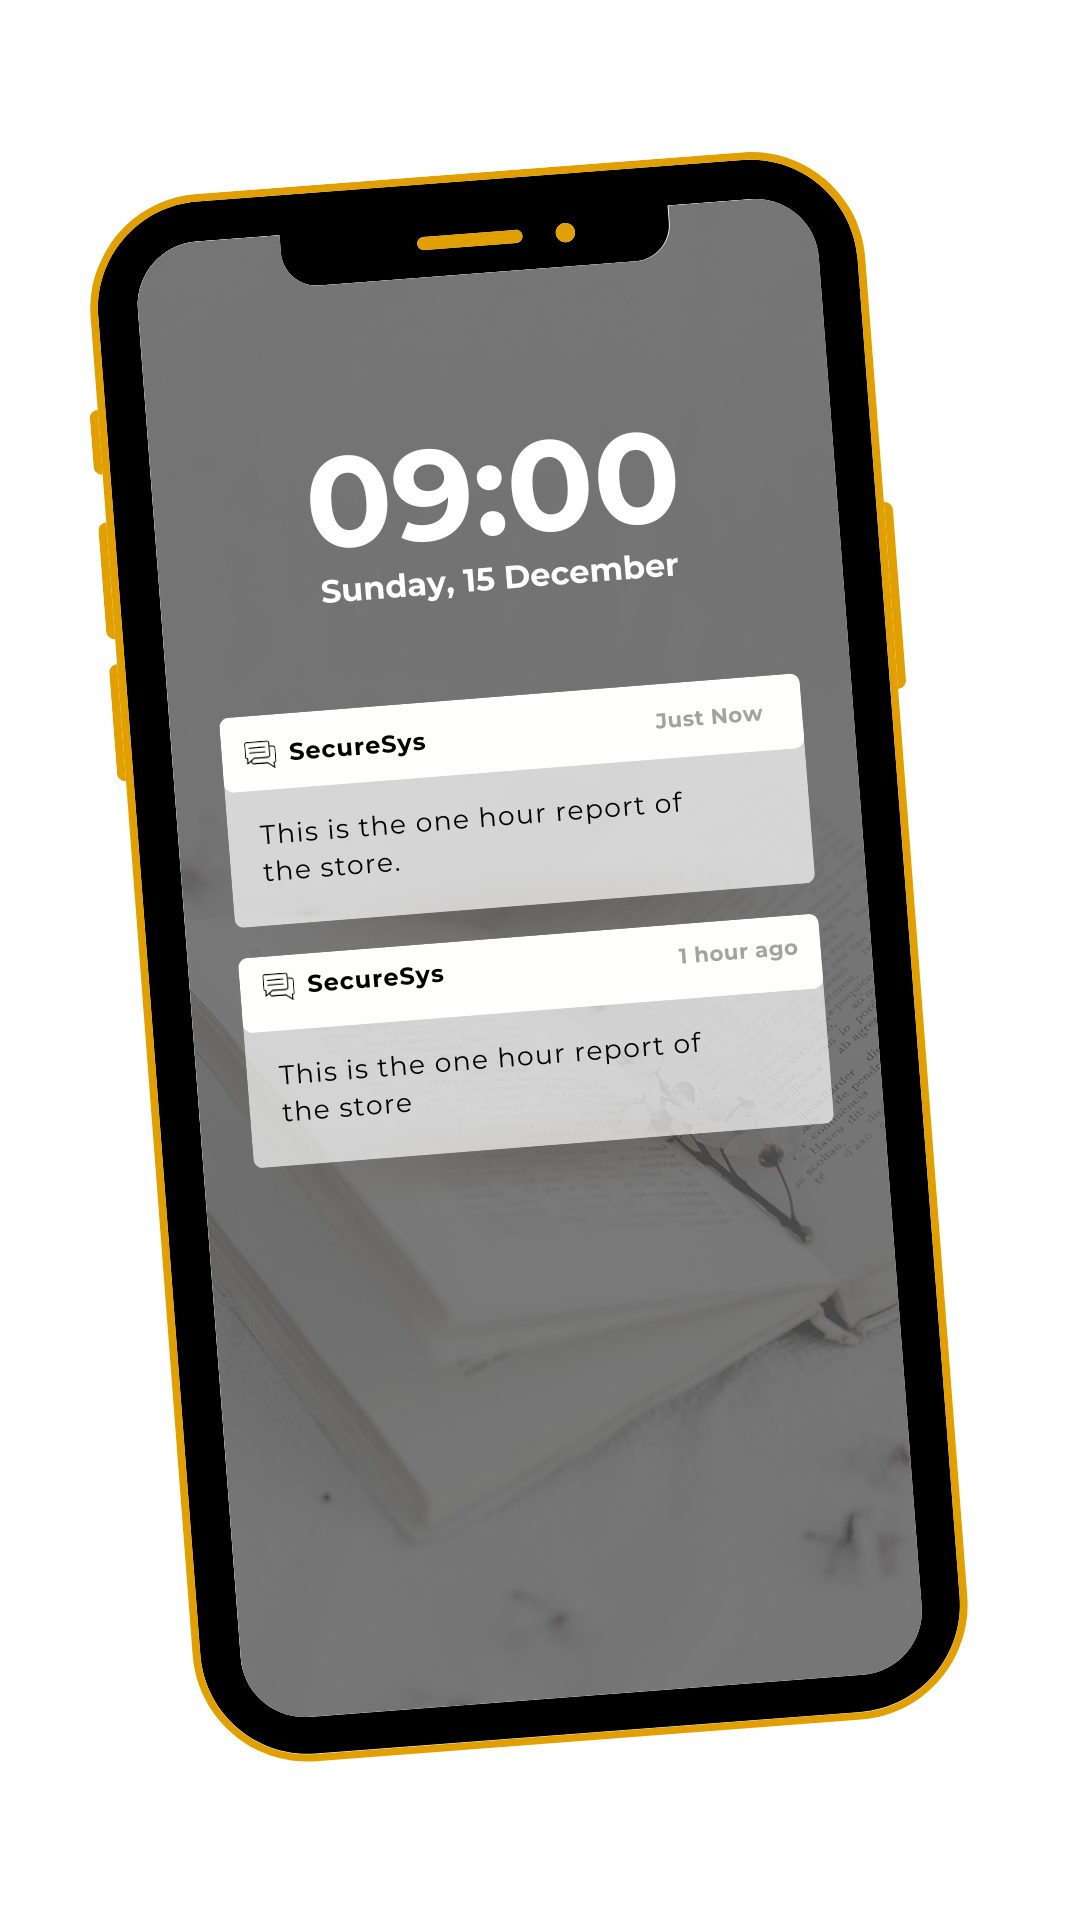 09:00
Sunday, 15 December
SecureSys
Just Now
This is the one hour report of
the store.
SecureSys
1 hour ago
This is the one hour report of
the store